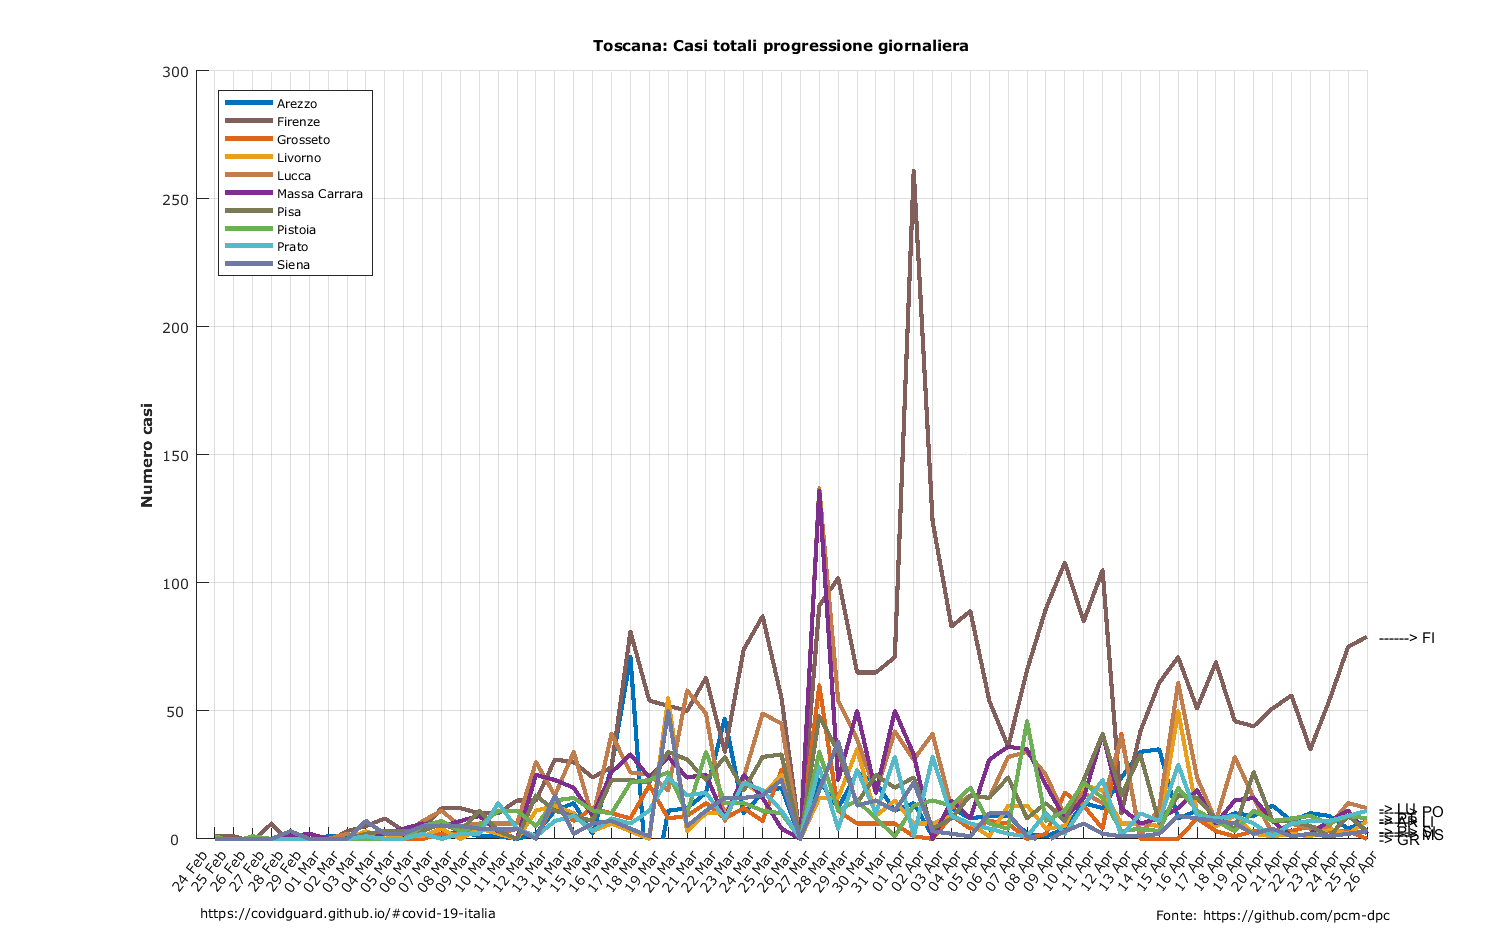 Toscana: Casi totali progressione giornaliera
300
250
200
150
100
50
0
Numero casi
Arezzo
Firenze
Grosseto
Livorno
Lucca
Massa Carrara
Pisa
Pistoia
Prato
Siena
------> FI
-> LU
PO
MS
-> GR
24 Feb
25 Feb
26 Feb
27 Feb
28 Feb
29 Feb
01 Mar
02 Mar
03 Mar
04 Mar
05 Mar
06 Mar
07 Mar
08 Mar
09 Mar
10 Mar
11 Mar
12 Mar
13 Mar
14 Mar
15 Mar
16 Mar
17 Mar
18 Mar
19 Mar
20 Mar
21 Mar
22 Mar
23 Mar
24 Mar
25 Mar
26 Mar
27 Mar
28 Mar
29 Mar
30 Mar
31 Mar
01 Apr
02 Apr
03 Apr
04 Apr
05 Apr
06 Apr
07 Apr
08 Apr
09 Apr
10 Apr
11 Apr
12 Apr
13 Apr
14 Apr
15 Apr
16 Apr
17 Apr
18 Apr
19 Apr
20 Apr
21 Apr
22 Apr
23 Apr
24 Apr
25 Apr
26 Apr
https://covidguard.github.io/#covid-19-italia
Fonte: https://github.com/pcm-dpc